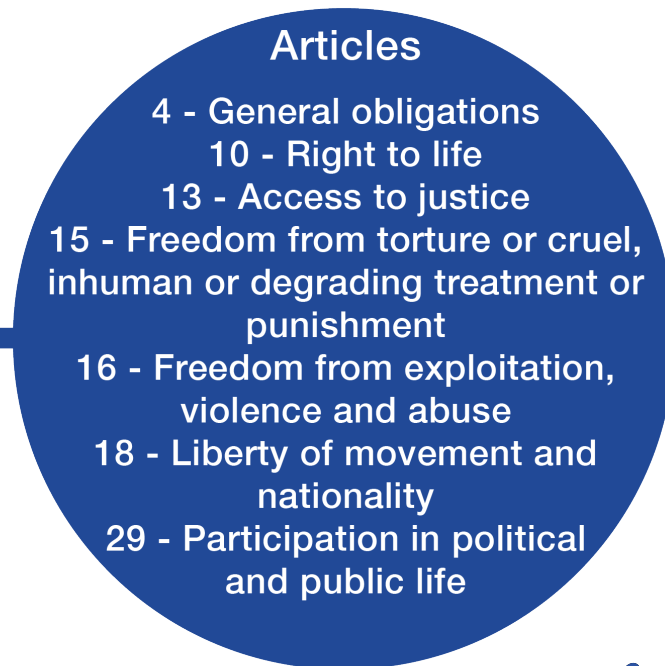 Articles
4 - General obligations
10 - Right to life
13 - Access to justice
15 - Freedom from torture or cruel,
inhuman or degrading treatment or
punishment
16 - Freedom from exploitation,
violence and abuse
18 - Liberty of movement and
nationality
29 - Participation in political
and public life